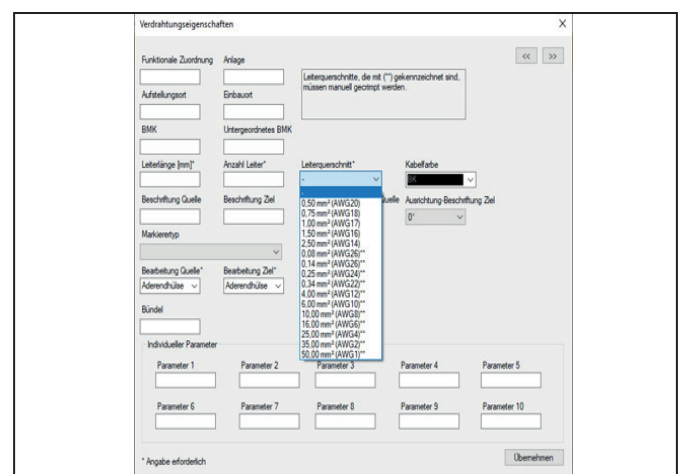 Verdrahtungseigenschaften X
<< >>
Funktionale Zuordnung Anlage
Leiterquerschnitte, die mit (**) gekennzeichnet sind,
müssen manuell gecrimpt werden.
Aufstellungsort Einbauort
BMK Untergeordnetes BMK
Leiterlänge [mm]* Anzahl Leiter* Leiterquerschnitt* Kabelfarbe
- BK
Beschriftung Quelle Beschriftung Ziel Quelle Ausrichtung-Beschriftung Ziel
0°
-
0,50 mm² (AWG20)
0,75 mm² (AWG18)
1,00 mm² (AWG17)
1,50 mm² (AWG16)
2,50 mm² (AWG14)
0,08 mm² (AWG26)**
0,14 mm² (AWG26)**
0,25 mm² (AWG24)**
0,34 mm² (AWG22)**
4,00 mm² (AWG12)**
6,00 mm² (AWG10)**
10,00 mm² (AWG8)**
16,00 mm² (AWG6)**
25,00 mm² (AWG4)**
35,00 mm² (AWG2)**
50,00 mm² (AWG1)**
Markierertyp
Bearbeitung Quelle* Bearbeitung Ziel*
Aderendhülse Aderendhülse
Bündel
Individueller Parameter
Parameter 1 Parameter 2 Parameter 3 Parameter 4 Parameter 5
Parameter 6 Parameter 7 Parameter 8 Parameter 9 Parameter 10
* Angabe erforderlich Übernehmen